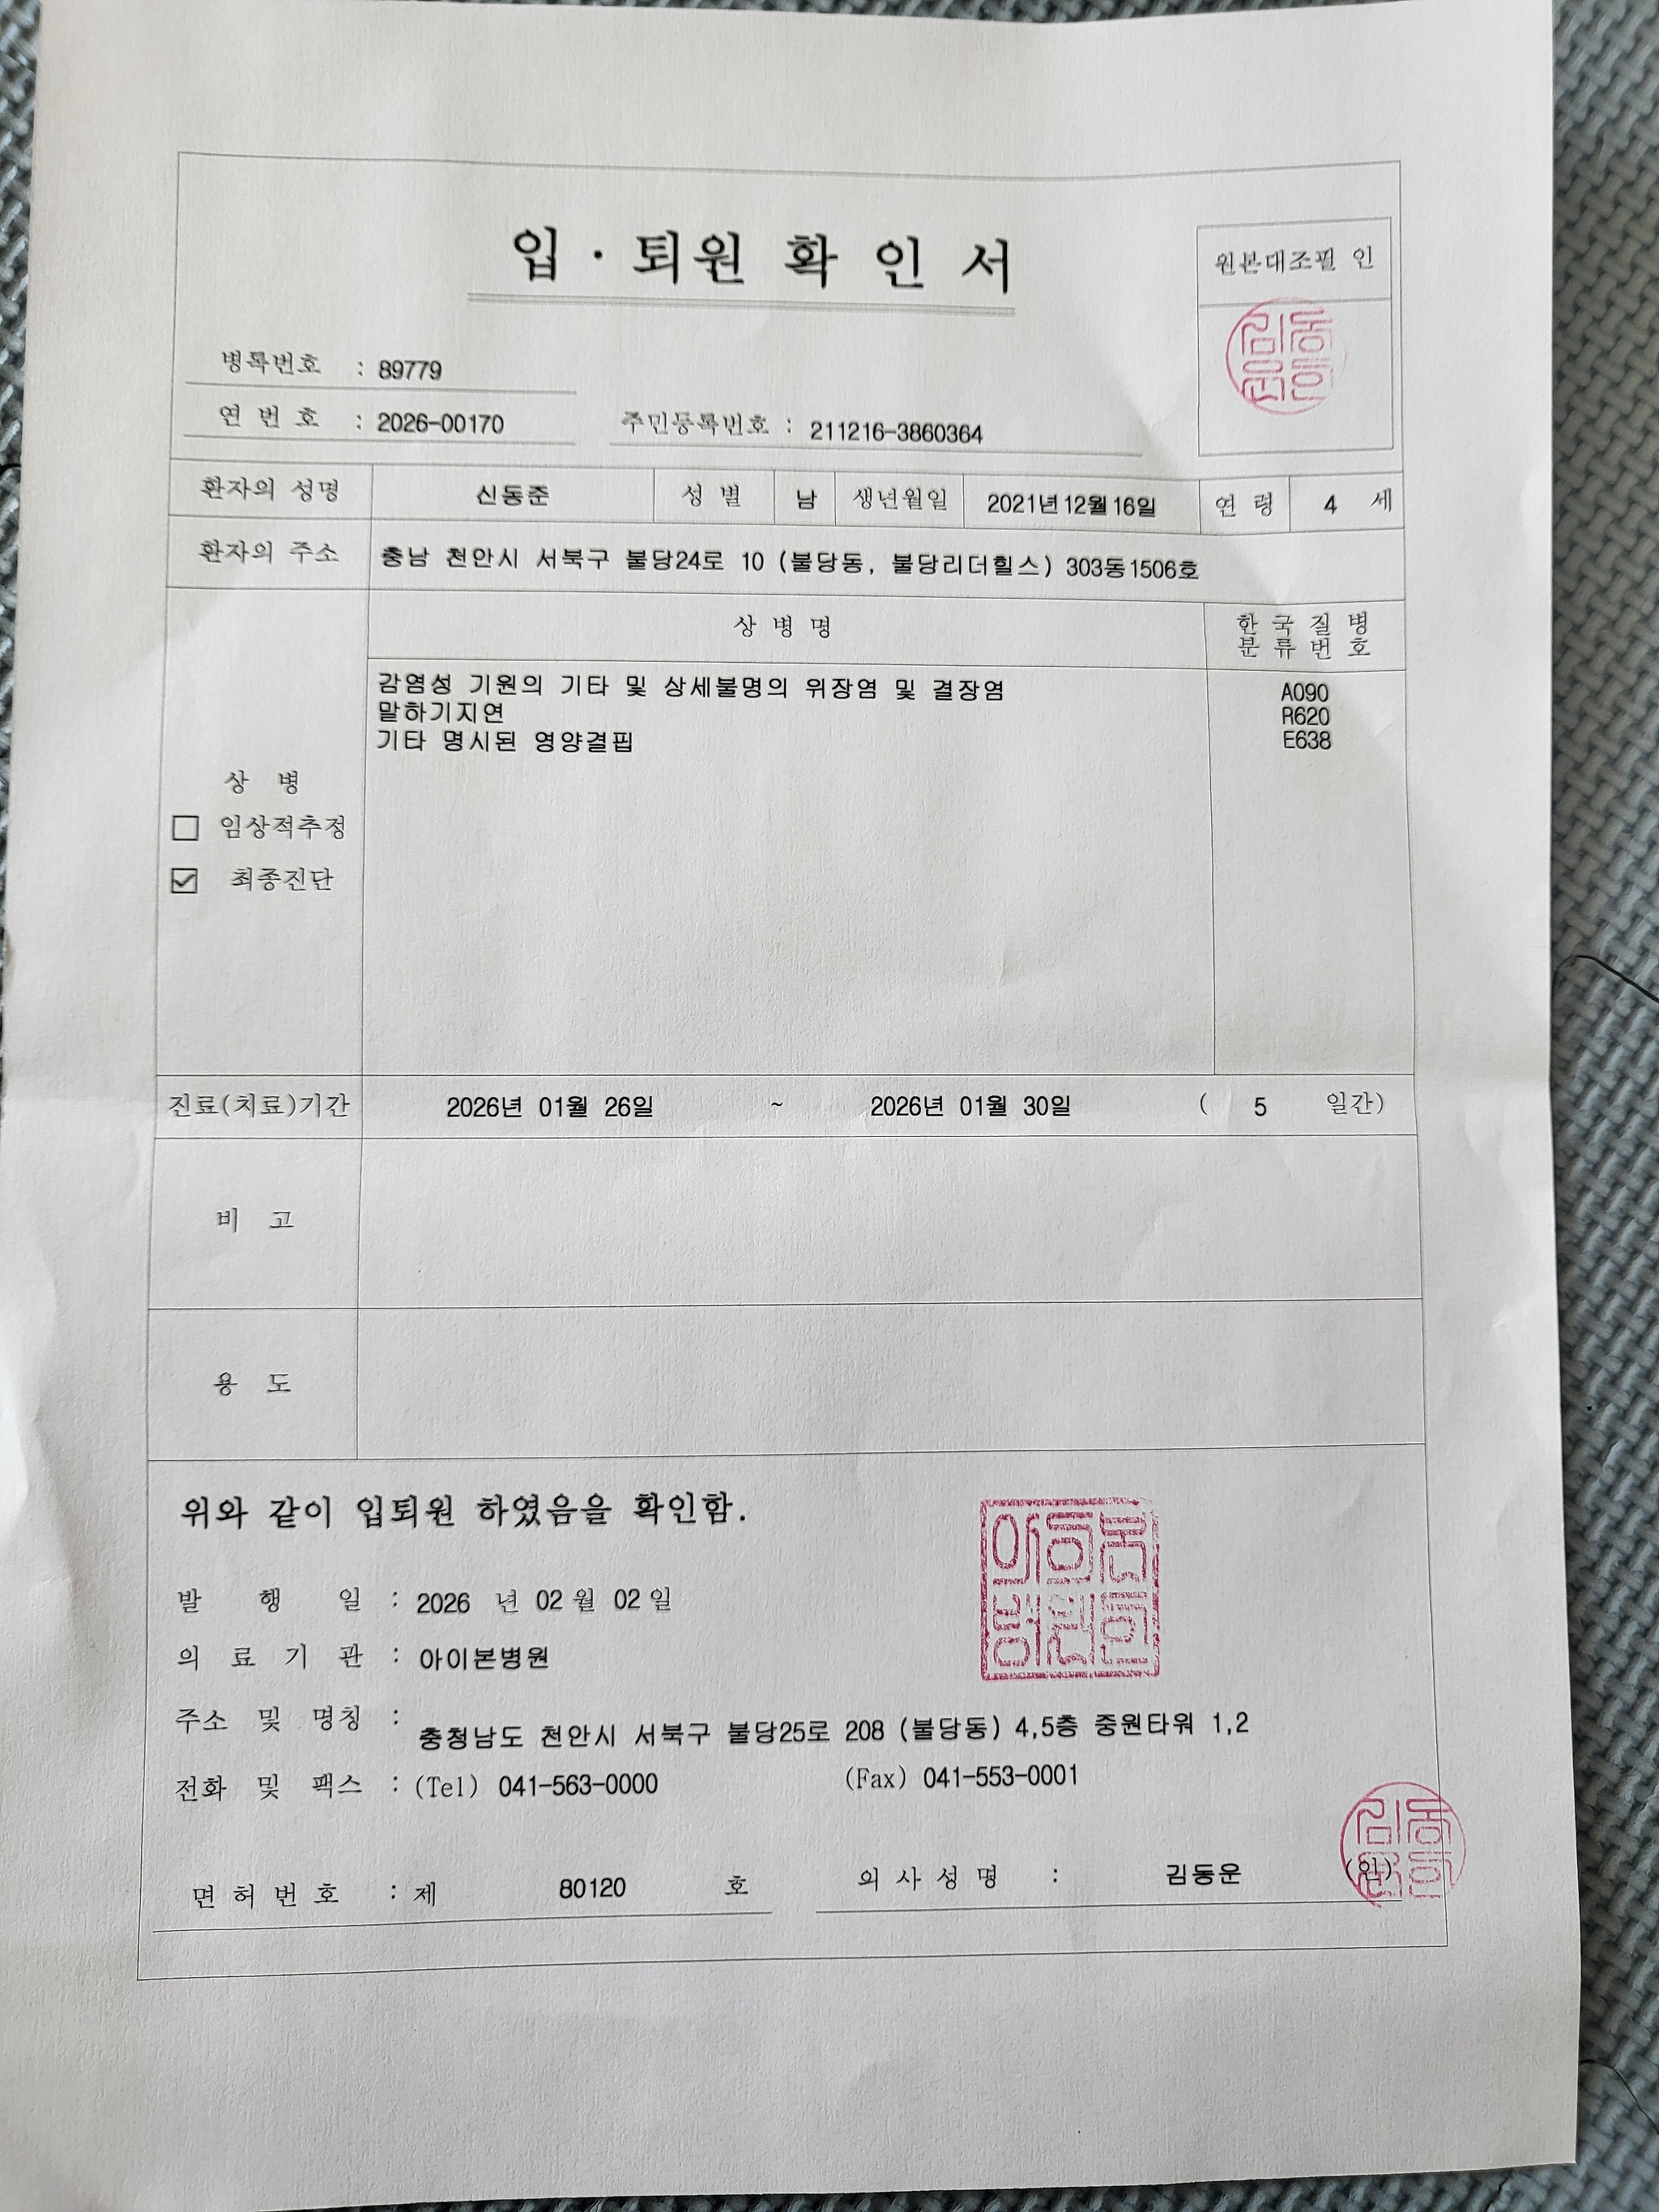 입·퇴원 확인서
원본대조필 인
병록번호 : 89779
연번호 : 2026-00170 주민등록번호 : 211216-3860364
환자의 성명 신동준 성별 남 생년월일 2021년12월16일 연령 4 세
환자의 주소 충남 천안시 서북구 불당24로 10 (불당동, 불당리더힐스) 303동1506호
상병명 한국질병
분류번호
감염성 기원의 기타 및 상세불명의 위장염 및 결장염 A090
말하기지연 R620
기타 명시된 영양결핍 E638
상병
임상적추정
최종진단
진료(치료)기간 2026년 01월 26일 ~ 2026년 01월 30일 ( 5 일간)
비고
용도
위와 같이 입퇴원 하였음을 확인함.
발행일 : 2026 년 02 월 02 일
의료기관 : 아이본병원
주소 및 명칭 : 충청남도 천안시 서북구 불당25로 208 (불당동) 4,5층 중원타워 1,2
전화 및 팩스 : (Tel) 041-563-0000 (Fax) 041-553-0001
면허번호 : 제 80120 호 의사성명 : 김동운 (인)